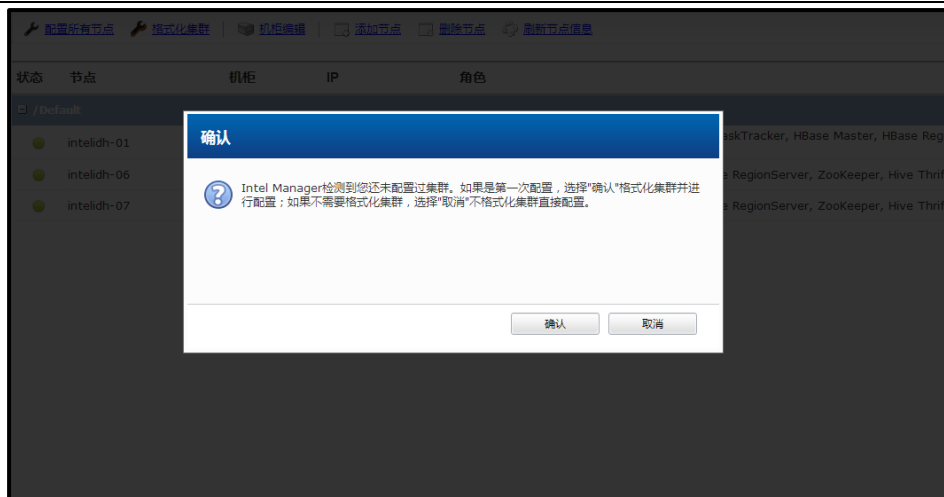 配置所有节点 格式化集群 机柜编辑 添加节点 删除节点 刷新节点信息
状态 节点 机柜 IP 角色
/Default
确认
intelidh-01 askTracker, HBase Master, HBase Reg
Intel Manager检测到您还未配置过集群。如果是第一次配置，选择"确认"格式化集群并进
行配置；如果不需要格式化集群，选择"取消"不格式化集群直接配置。
intelidh-06 RegionServer, ZooKeeper, Hive Thrif
intelidh-07 RegionServer, ZooKeeper, Hive Thrif
确认 取消